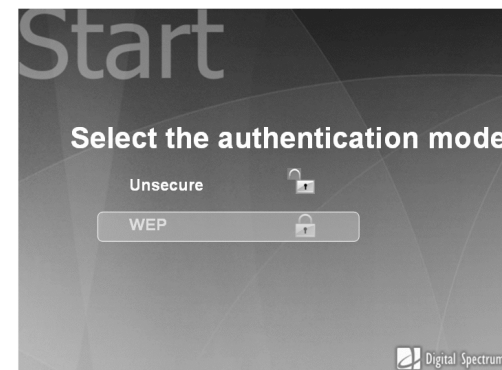 Start
Select the authentication mode
Unsecure
WEP
Digital Spectrum